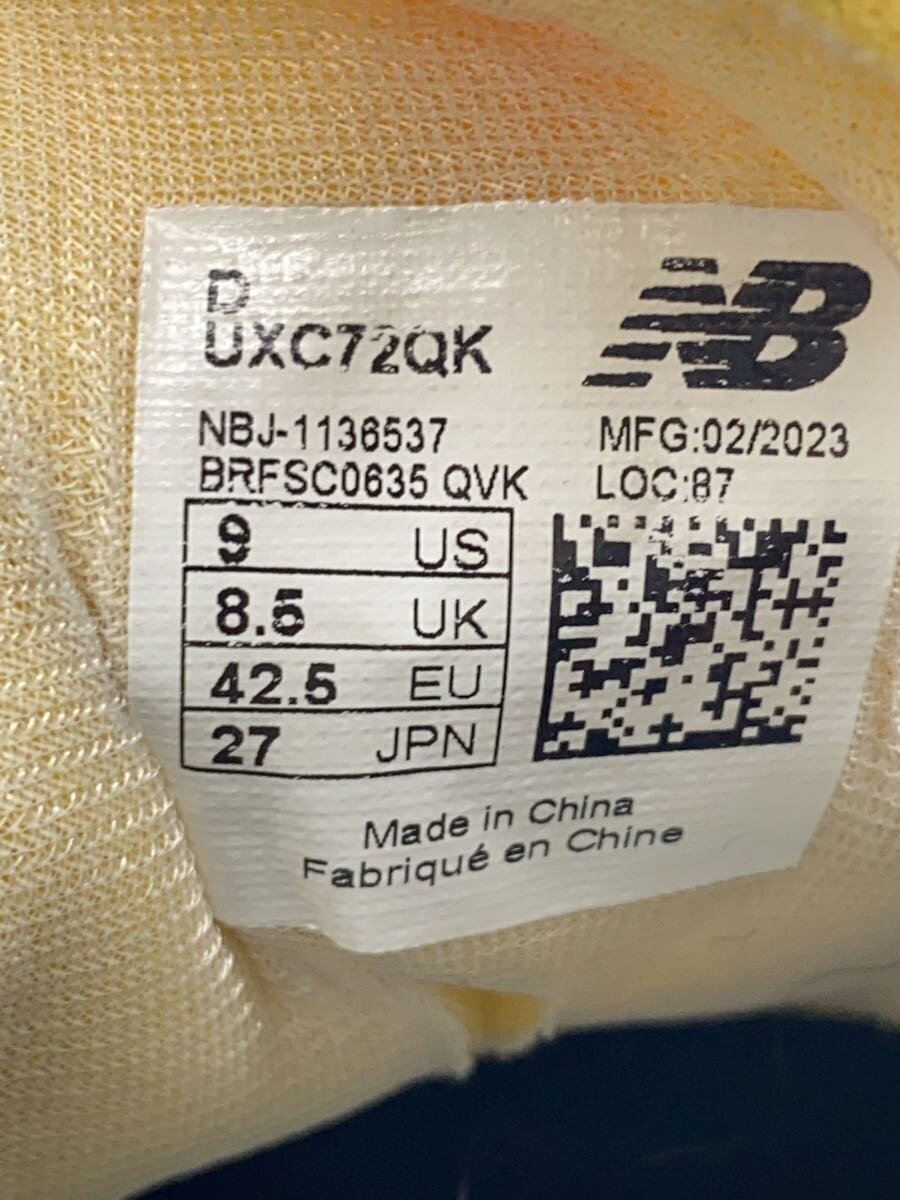 D
UXC72QK
NB
NBJ-1136537
MFG:02/2023
BRFSC0635 QVK
LOC:87
9 US
8.5 UK
42.5 EU
27 JPN
Made in China
Fabriqué en Chine